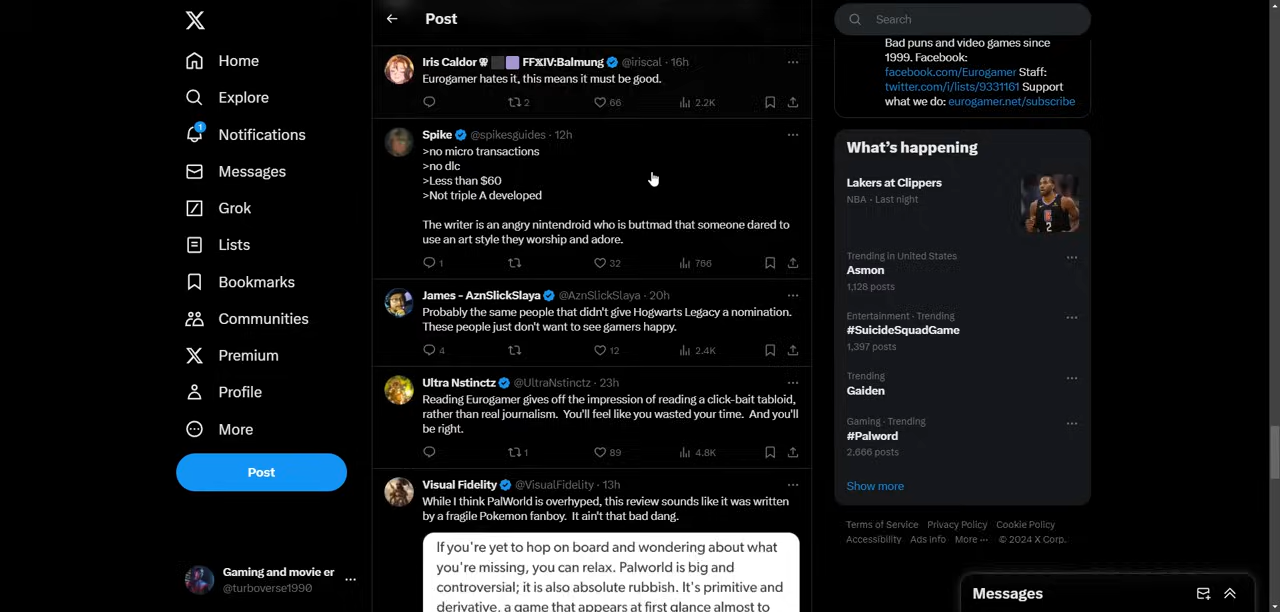 Home
Explore
1
Notifications
Messages
Grok
Lists
Bookmarks
Communities
Premium
Profile
More
Post
Gaming and movie er
@turboverse1990
Post
Iris Caldor FFXIV:Balmung @iriscal · 16h
Eurogamer hates it, this means it must be good.
2 66 2.2K
Spike @spikesguides · 12h
>no micro transactions
>no dlc
>Less than $60
>Not triple A developed
The writer is an angry nintendroid who is buttmad that someone dared to
use an art style they worship and adore.
1 32 766
James - AznSlickSlaya @AznSlickSlaya · 20h
Probably the same people that didn't give Hogwarts Legacy a nomination.
These people just don't want to see gamers happy.
4 12 2.4K
Ultra Nstinctz @UltraNstinctz · 23h
Reading Eurogamer gives off the impression of reading a click-bait tabloid,
rather than real journalism. You'll feel like you wasted your time. And you'll
be right.
1 89 4.8K
Visual Fidelity @VisualFidelity · 13h
While I think PalWorld is overhyped, this review sounds like it was written
by a fragile Pokemon fanboy. It ain't that bad dang.
If you're yet to hop on board and wondering about what
you're missing, you can relax. Palworld is big and
controversial; it is also absolute rubbish. It's primitive and
derivative, a game that appears at first glance almost to
Search
Bad puns and video games since
1999. Facebook:
facebook.com/Eurogamer Staff:
twitter.com/i/lists/9331161 Support
what we do: eurogamer.net/subscribe
What's happening
Lakers at Clippers
NBA · Last night
Trending in United States
Asmon
1,128 posts
Entertainment · Trending
#SuicideSquadGame
1,397 posts
Trending
Gaiden
Gaming · Trending
#Palword
2,666 posts
Show more
Terms of Service Privacy Policy Cookie Policy
Accessibility Ads info More ··· © 2024 X Corp.
Messages